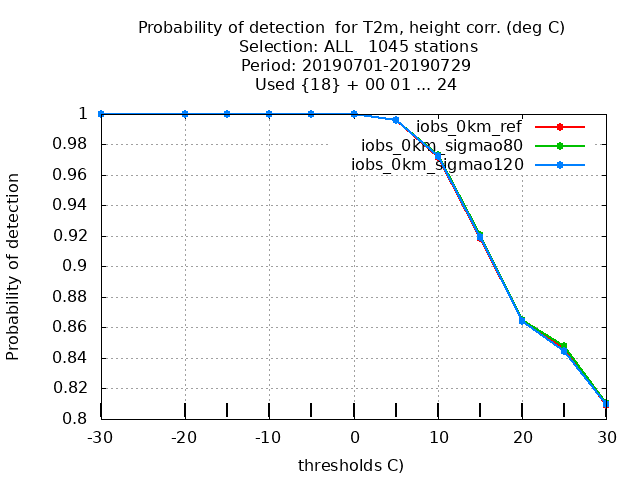 Probability of detection  for T2m, height corr. (deg C)
Selection: ALL   1045 stations
Period: 20190701-20190729
Used {18} + 00 01 ... 24
iobs_0km_ref
iobs_0km_sigmao80
iobs_0km_sigmao120
1
0.98
0.96
0.94
0.92
0.9
0.88
0.86
0.84
0.82
0.8
Probability of detection
-30
-20
-10
0
10
20
30
thresholds C)